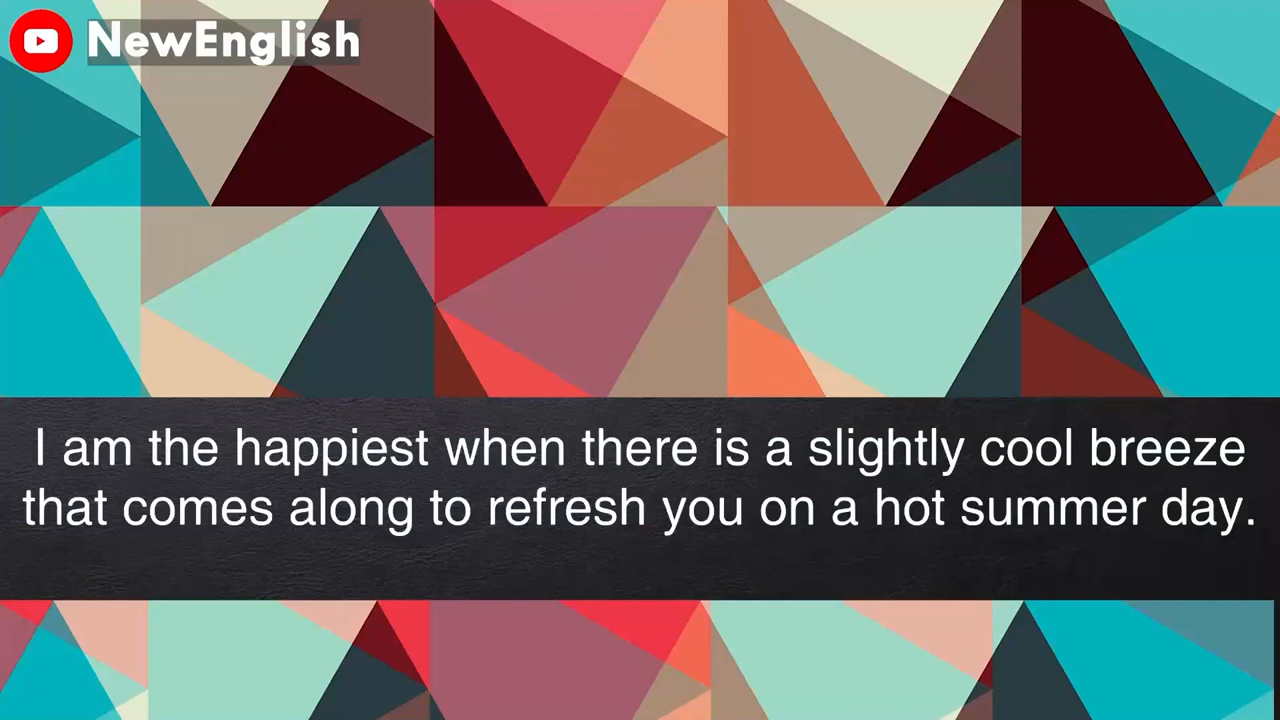 NewEnglish
I am the happiest when there is a slightly cool breeze
that comes along to refresh you on a hot summer day.